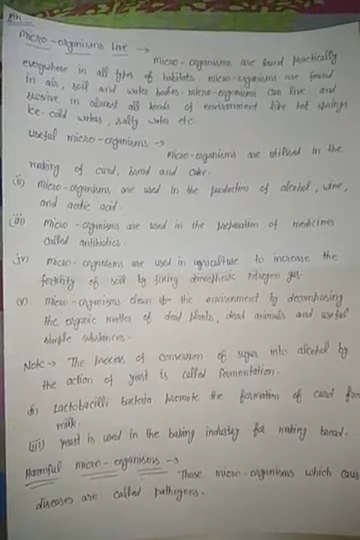 Micro-organisms live →
Micro-organisms are found practically
everywhere in all types of habitats. micro-organisms are found
in air, soil and water bodies. micro-organisms can live and
survive in almost all kinds of environment like hot springs
ice-cold waters, salty water etc.
Useful micro-organisms →
Micro-organisms are utilised in the
making of curd, bread and cake.
(ii) Micro-organisms are used in the production of alcohol, wine,
and acetic acid.
(iii) Micro-organisms are used in the preparation of medicines
called antibiotics.
iv) Micro-organisms are used in agriculture to increase the
fertility of soil by fixing nitrogen gas.
v) Micro-organisms clean up the environment by decomposing
the organic matter of dead plants, dead animals and useful
simple substances.
Note → The process of conversion of sugar into alcohol by
the action of yeast is called fermentation.
Lactobacilli bacteria promote the formation of curd from
milk.
(iii) Yeast is used in the baking industry for making bread.
Harmful micro-organisms →
Those micro-organisms which caus
diseases are called pathogens.